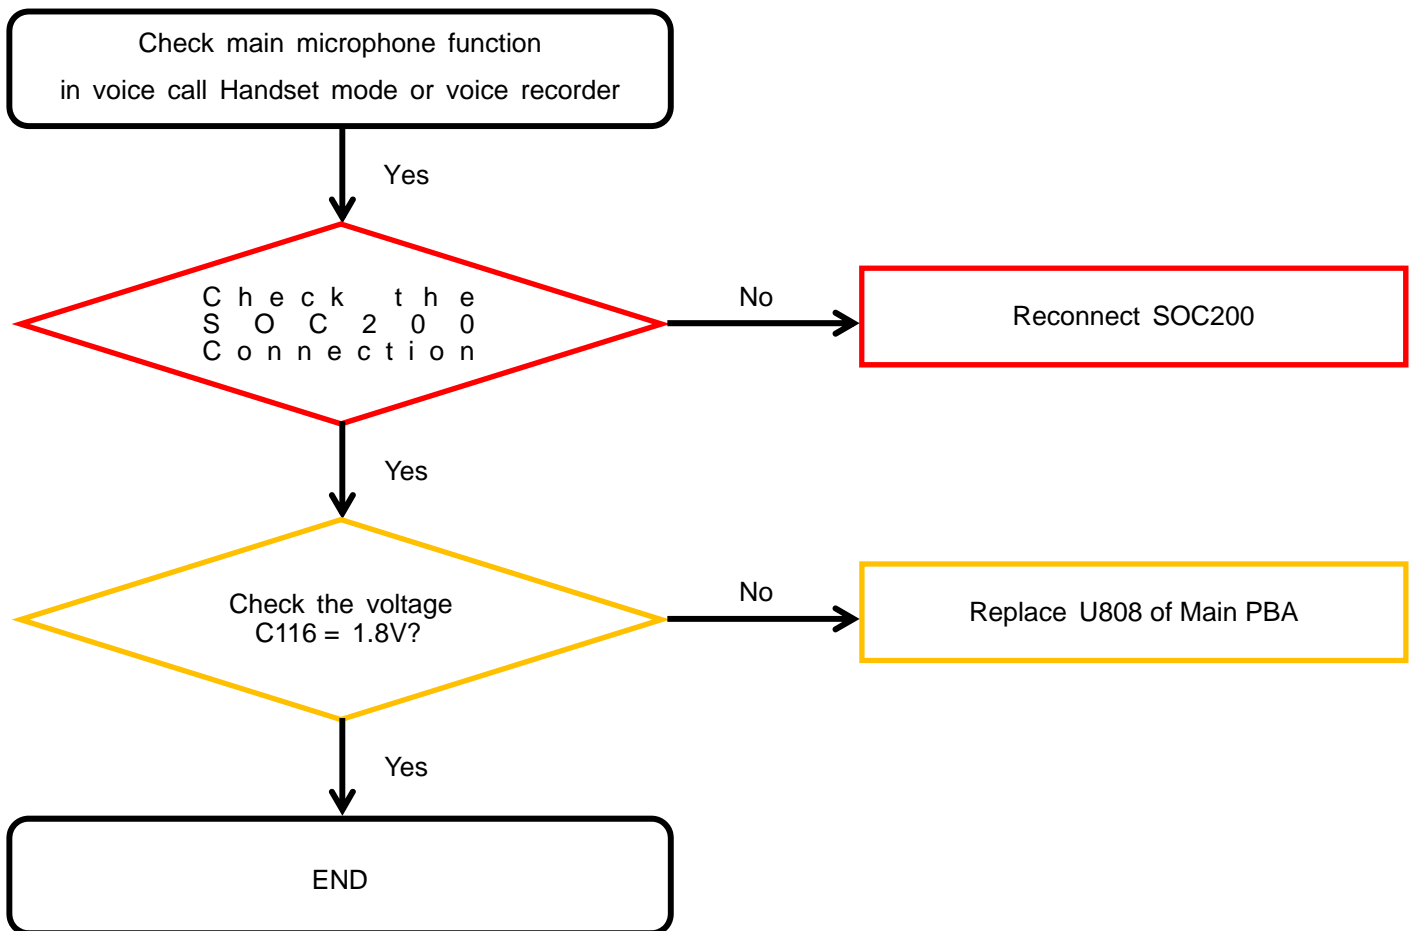 Check main microphone function
in voice call Handset mode or voice recorder
Yes
Check the
SOC200
Connection
No
Reconnect SOC200
Yes
Check the voltage
C116 = 1.8V?
No
Replace U808 of Main PBA
Yes
END